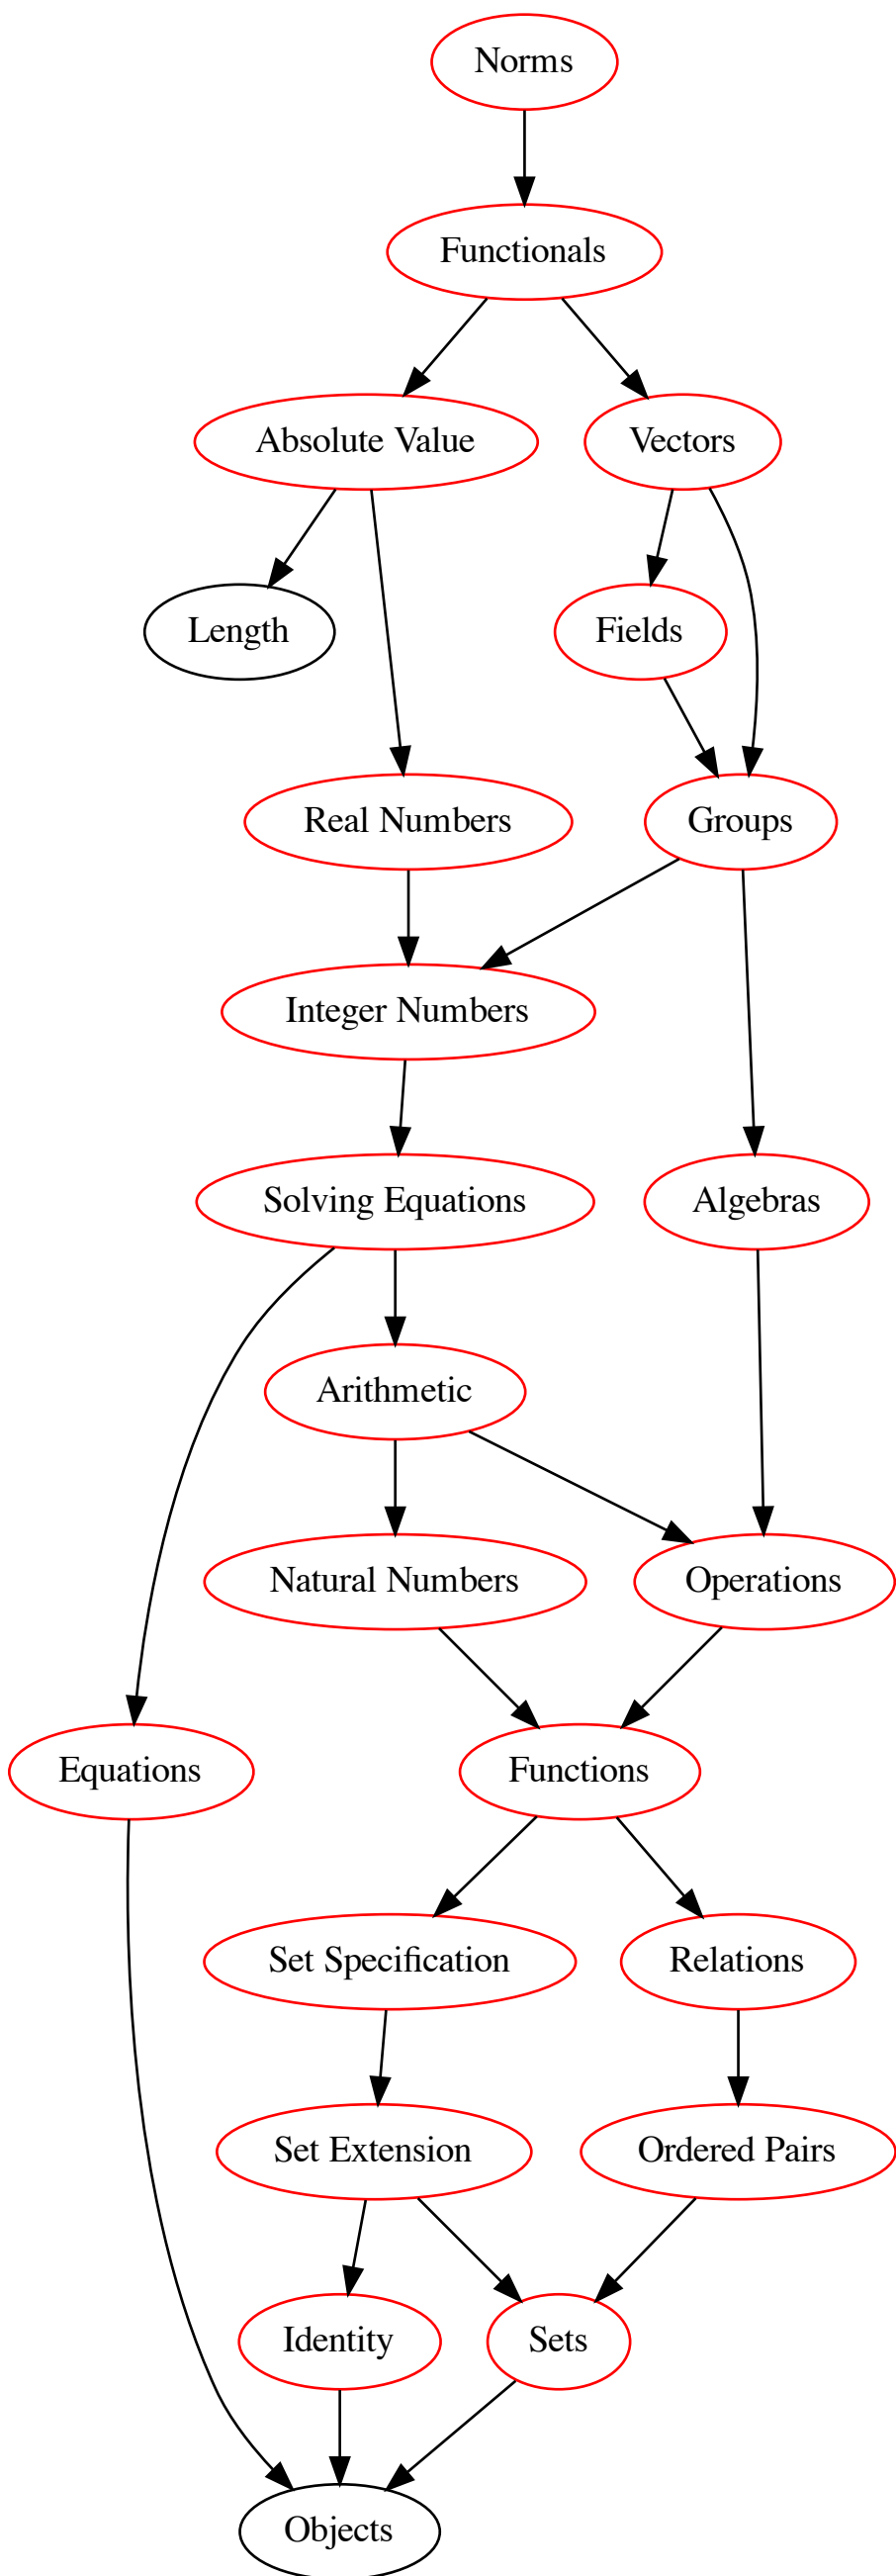 Norms
Functionals
Absolute Value
Vectors
Length
Fields
Real Numbers
Groups
Integer Numbers
Solving Equations
Algebras
Arithmetic
Natural Numbers
Operations
Equations
Functions
Set Specification
Relations
Set Extension
Ordered Pairs
Identity
Sets
Objects